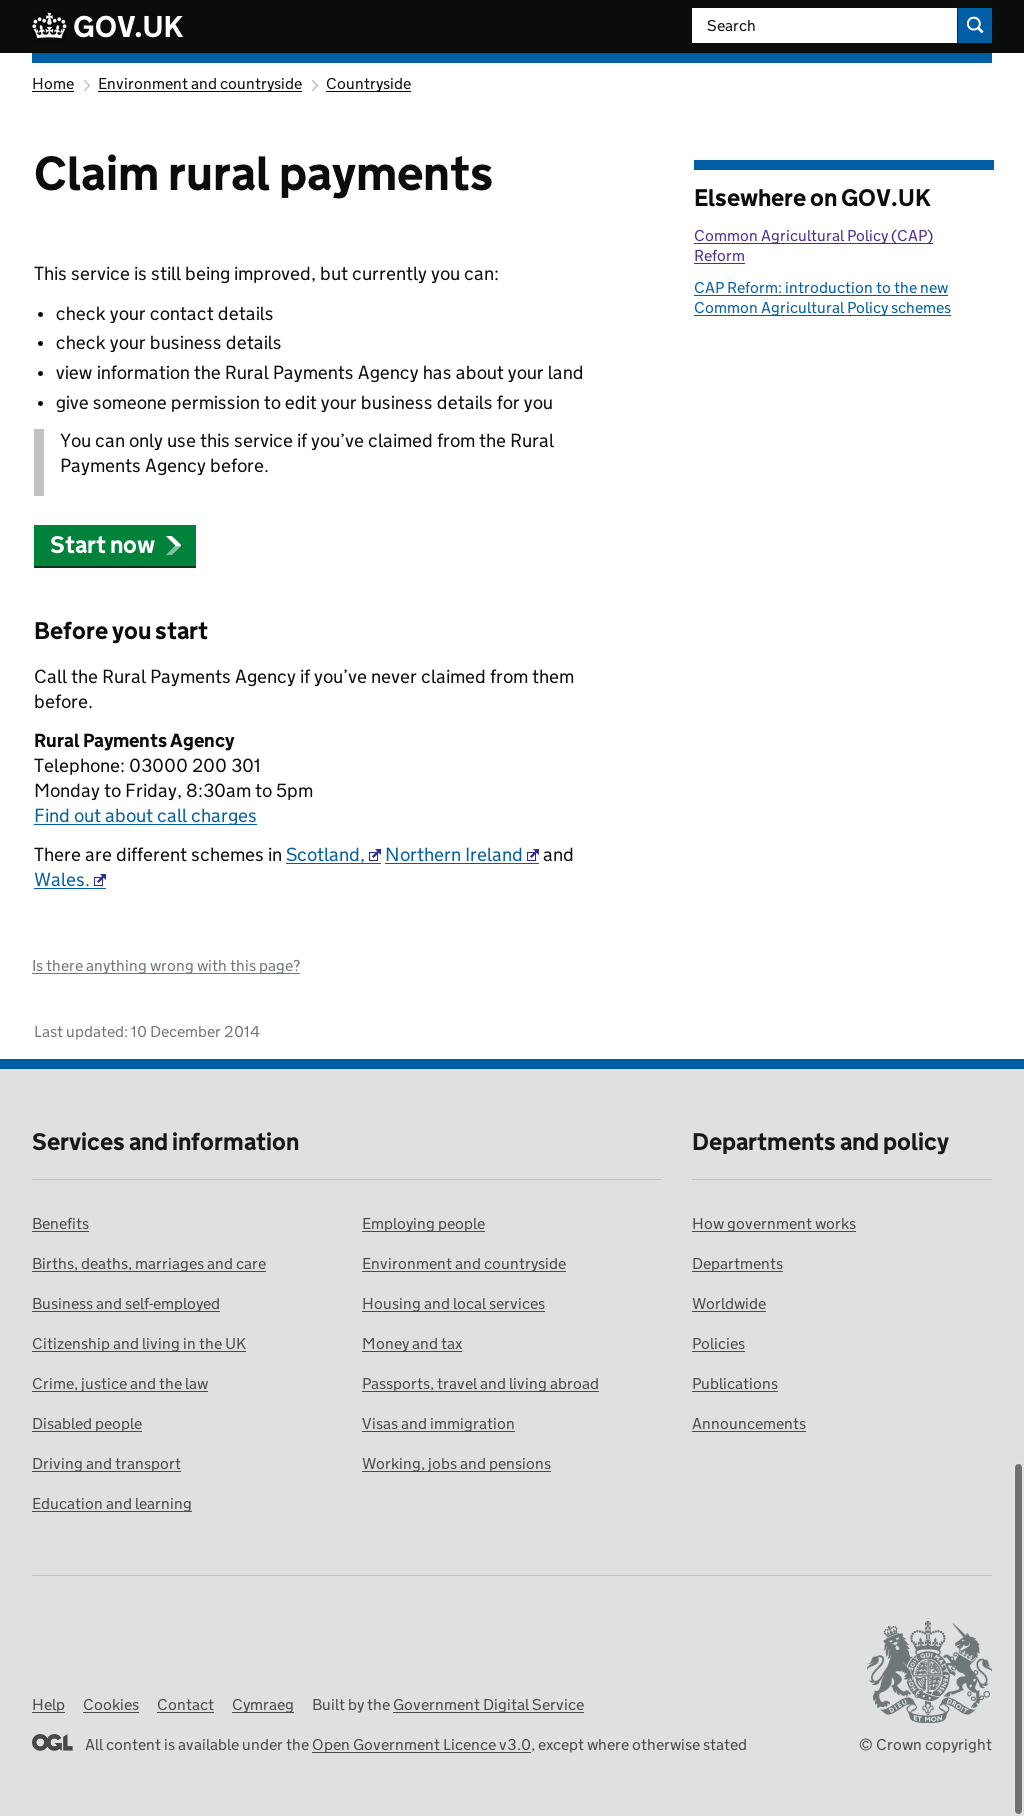 GOV.UK
Search
Home
Environment and countryside
Countryside
Claim rural payments
This service is still being improved, but currently you can:
• check your contact details
• check your business details
• view information the Rural Payments Agency has about your land
• give someone permission to edit your business details for you
You can only use this service if you’ve claimed from the Rural
Payments Agency before.
Start now
Before you start
Call the Rural Payments Agency if you’ve never claimed from them
before.
Rural Payments Agency
Telephone: 03000 200 301
Monday to Friday, 8:30am to 5pm
Find out about call charges
There are different schemes in Scotland, Northern Ireland and
Wales.
Is there anything wrong with this page?
Last updated: 10 December 2014
Elsewhere on GOV.UK
Common Agricultural Policy (CAP)
Reform
CAP Reform: introduction to the new
Common Agricultural Policy schemes
Services and information
Benefits
Births, deaths, marriages and care
Business and self-employed
Citizenship and living in the UK
Crime, justice and the law
Disabled people
Driving and transport
Education and learning
Employing people
Environment and countryside
Housing and local services
Money and tax
Passports, travel and living abroad
Visas and immigration
Working, jobs and pensions
Departments and policy
How government works
Departments
Worldwide
Policies
Publications
Announcements
Help
Cookies
Contact
Cymraeg
Built by the Government Digital Service
OGL
All content is available under the Open Government Licence v3.0, except where otherwise stated
DIEU ET MON DROIT
© Crown copyright